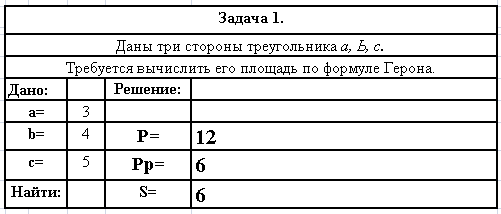 Задача 1.
Даны три стороны треугольника a, Ь, с.
Требуется вычислить его площадь по формуле Герона.
Дано: Решение:
a= 3
b= 4 P= 12
c= 5 Pp= 6
Найти: S= 6